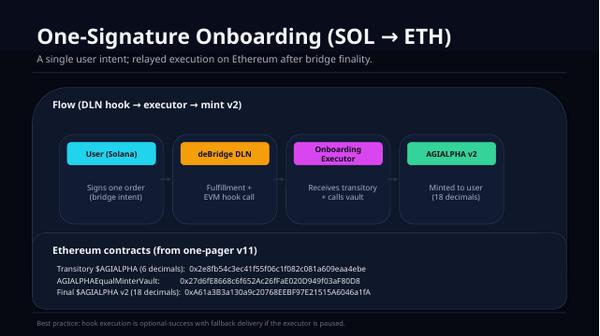 One-Signature Onboarding (SOL → ETH)
A single user intent; relayed execution on Ethereum after bridge finality.
Flow (DLN hook → executor → mint v2)
User (Solana)
Signs one order
(bridge intent)
deBridge DLN
Fulfillment +
EVM hook call
Onboarding
Executor
Receives transitory
+ calls vault
AGIALPHA v2
Minted to user
(18 decimals)
Ethereum contracts (from one-pager v11)
Transitory $AGIALPHA (6 decimals): 0x2e8fb54c3ec41f55f06c1f082c081a609eaa4ebe
AGIALPHAEqualMinterVault: 0x27d6fE8668c6f652Ac26fFaE020D949f03aF80D8
Final $AGIALPHA v2 (18 decimals): 0xA61a3B3a130a9c20768EEBF97E21515A6046a1fA
Best practice: hook execution is optional-success with fallback delivery if the executor is paused.